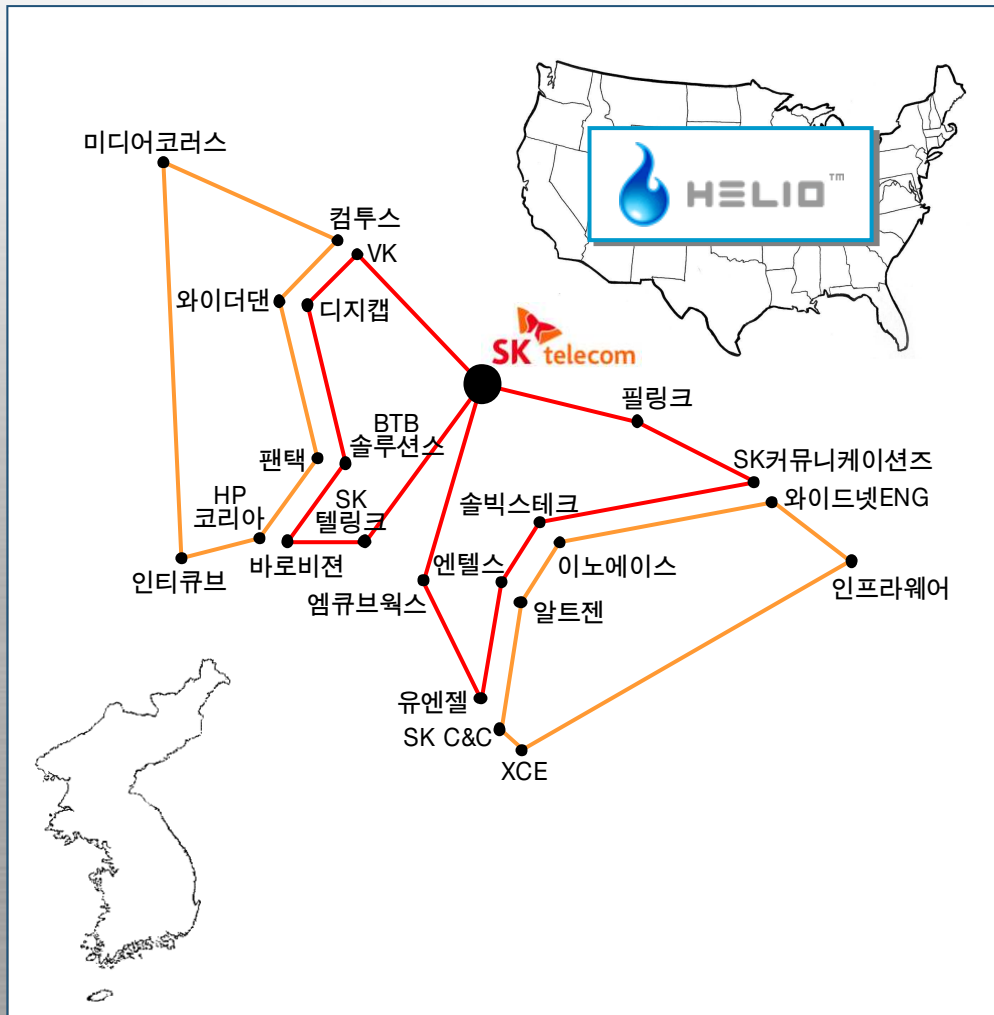 HELIO™
미디어코러스
컴투스
VK
와이더댄
디지캡
SK telecom
필링크
BTB
솔루션스
팬택
SK커뮤니케이션즈
HP
코리아
SK
텔링크
솔빅스테크
와이드넷ENG
바로비젼
인티큐브
엔텔스
이노에이스
인프라웨어
엠큐브웍스
알트젠
유엔젤
SK C&C
XCE